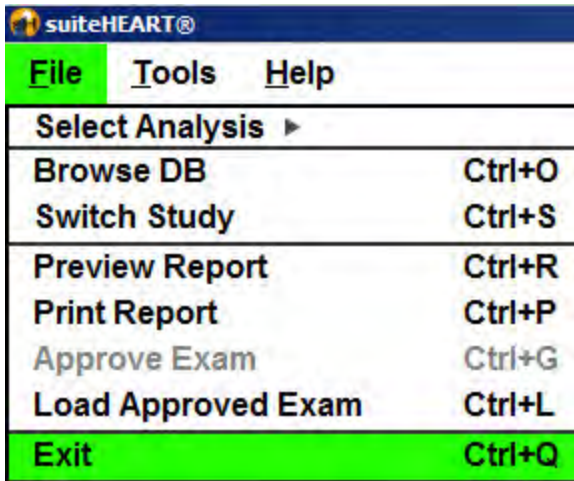 suiteHEART®
File Tools Help
Select Analysis ▶
Browse DB Ctrl+O
Switch Study Ctrl+S
Preview Report Ctrl+R
Print Report Ctrl+P
Approve Exam Ctrl+G
Load Approved Exam Ctrl+L
Exit Ctrl+Q